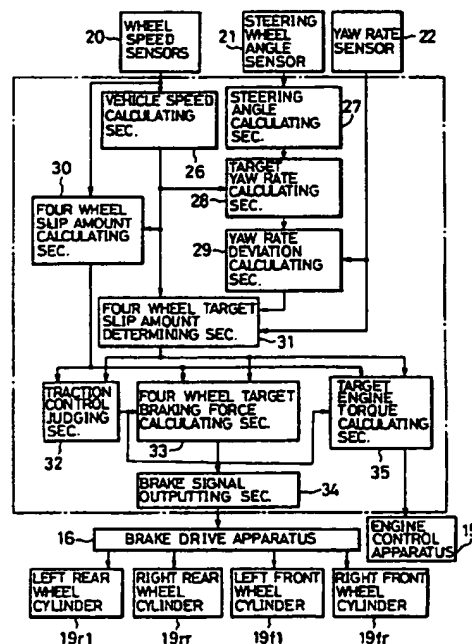 20
WHEEL
SPEED
SENSORS
21
STEERING
WHEEL
ANGLE
SENSOR
YAW RATE
SENSOR
22
VEHICLE SPEED
CALCULATING
SEC.
26
STEERING
ANGLE
CALCULATING
SEC.
27
30
FOUR WHEEL
SLIP AMOUNT
CALCULATING
SEC.
28
TARGET
YAW RATE
CALCULATING
SEC.
29
YAW RATE
DEVIATION
CALCULATING
SEC.
FOUR WHEEL TARGET
SLIP AMOUNT
DETERMINING SEC.
31
TRACTION
CONTROL
JUDGING
SEC.
32
FOUR WHEEL TARGET
BRAKING FORCE
CALCULATING SEC.
33
TARGET
ENGINE
TORQUE
CALCULATING
SEC.
35
BRAKE SIGNAL
OUTPUTTING SEC.
34
16
BRAKE DRIVE APPARATUS
ENGINE
CONTROL
APPARATUS
15
LEFT REAR
WHEEL
CYLINDER
RIGHT REAR
WHEEL
CYLINDER
LEFT FRONT
WHEEL
CYLINDER
RIGHT FRONT
WHEEL
CYLINDER
19rl
19rr
19fl
19fr